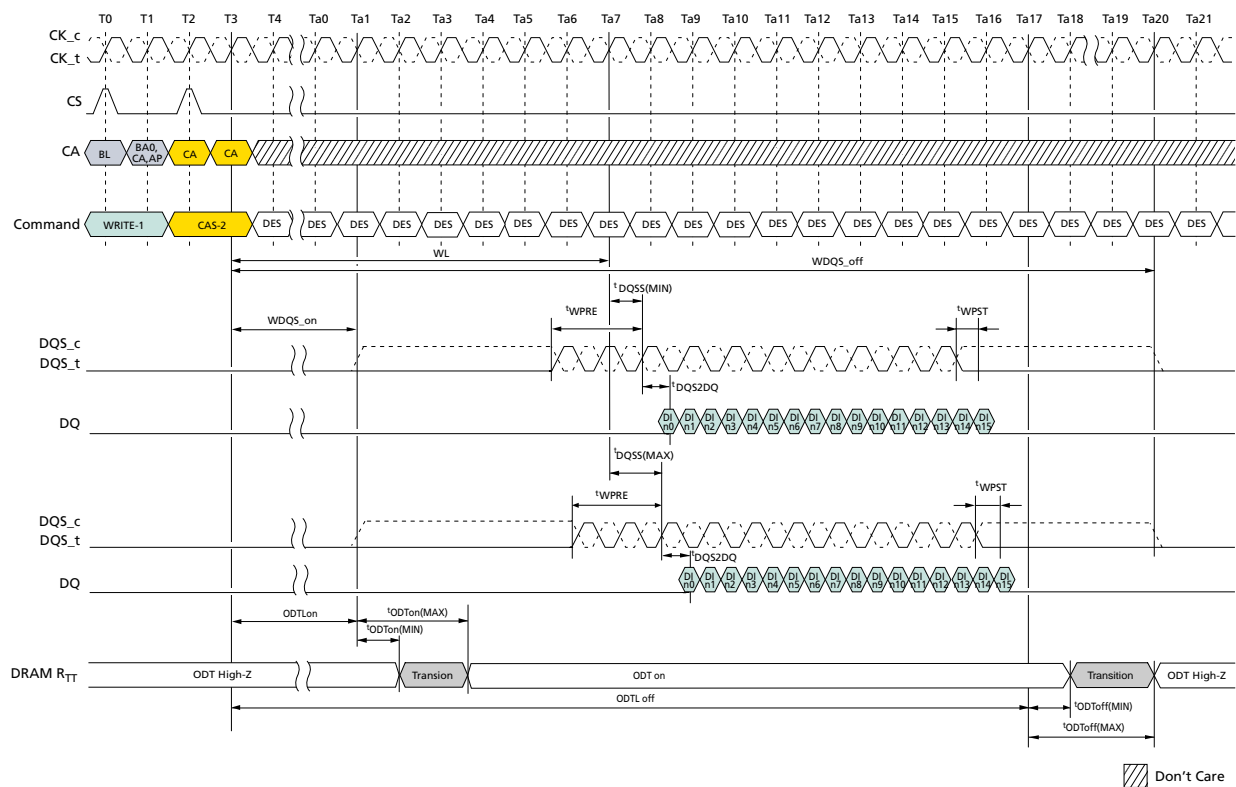 T0 T1 T2 T3 T4 Ta0 Ta1 Ta2 Ta3 Ta4 Ta5 Ta6 Ta7 Ta8 Ta9 Ta10 Ta11 Ta12 Ta13 Ta14 Ta15 Ta16 Ta17 Ta18 Ta19 Ta20 Ta21
CK_c
CK_t
CS
CA BL BA0, CA, AP CA CA
Command WRITE-1 CAS-2 DES DES DES DES DES DES DES DES DES DES DES DES DES DES DES DES DES DES DES DES DES DES DES
WL
WDQS_off
tDQSS(MIN)
tWPRE tWPST
WDQS_on
DQS_c
DQS_t
tDQS2DQ
DQ DI n0 DI n1 DI n2 DI n3 DI n4 DI n5 DI n6 DI n7 DI n8 DI n9 DI n10 DI n11 DI n12 DI n13 DI n14 DI n15
tDQSS(MAX)
tWPRE tWPST
DQS_c
DQS_t
tDQS2DQ
DQ DI n0 DI n1 DI n2 DI n3 DI n4 DI n5 DI n6 DI n7 DI n8 DI n9 DI n10 DI n11 DI n12 DI n13 DI n14 DI n15
ODTLon tODTon(MAX)
tODTon(MIN)
DRAM RTT ODT High-Z Transion ODT on Transition ODT High-Z
ODTL off tODToff(MIN)
tODToff(MAX)
Don't Care